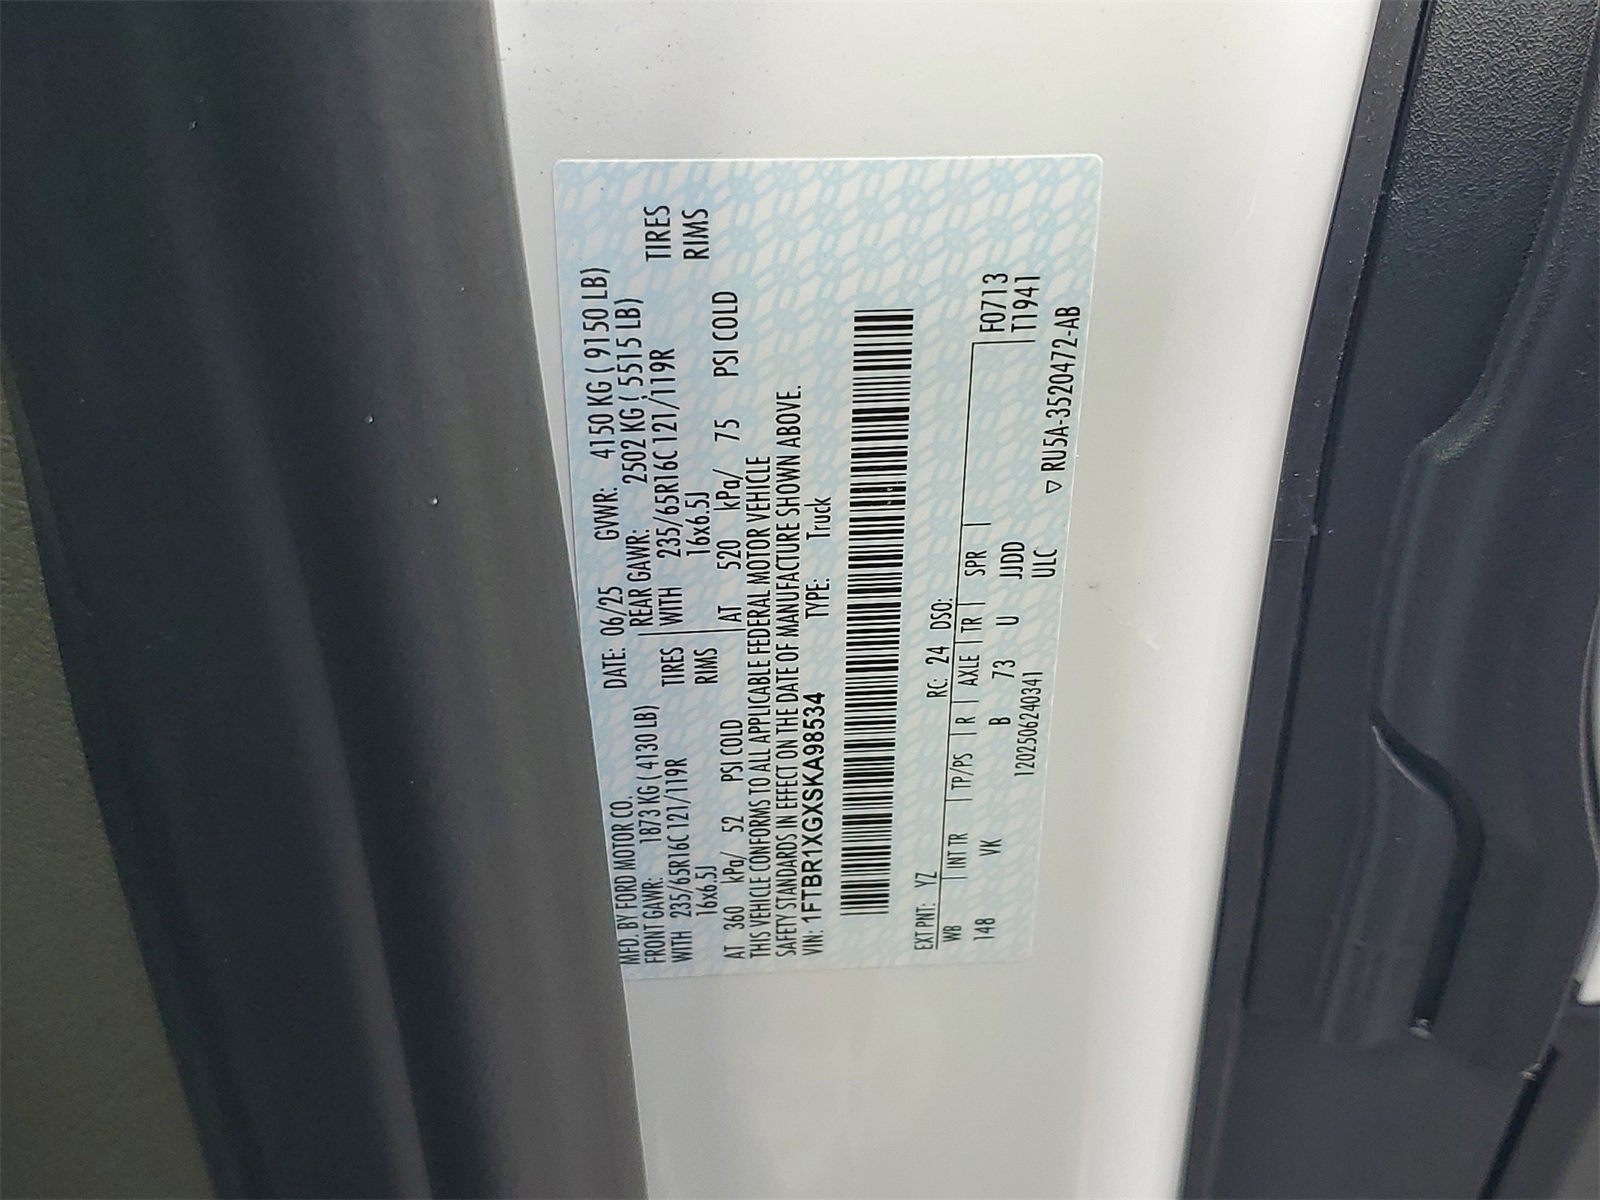 MFD. BY FORD MOTOR CO.
DATE: 06/25 GVWR: 4150 KG ( 9150 LB)
FRONT GAWR: 1873 KG ( 4130 LB) REAR GAWR: 2502 KG ( 5515 LB)
WITH 235/65R16C 121/119R TIRES WITH 235/65R16C 121/119R TIRES
16x6.5J RIMS 16x6.5J RIMS
AT 360 kPa/ 52 PSI COLD AT 520 kPa/ 75 PSI COLD
THIS VEHICLE CONFORMS TO ALL APPLICABLE FEDERAL MOTOR VEHICLE
SAFETY STANDARDS IN EFFECT ON THE DATE OF MANUFACTURE SHOWN ABOVE.
VIN: 1FTBR1XGXSKA98534 TYPE: Truck
EXT PNT: YZ RC: 24 DSO:
WB INT TR TP/PS R AXLE TR SPR F0713
148 VK B 73 U JJDD T1941
120250624034​1 ULC
RU5A-3520472-AB